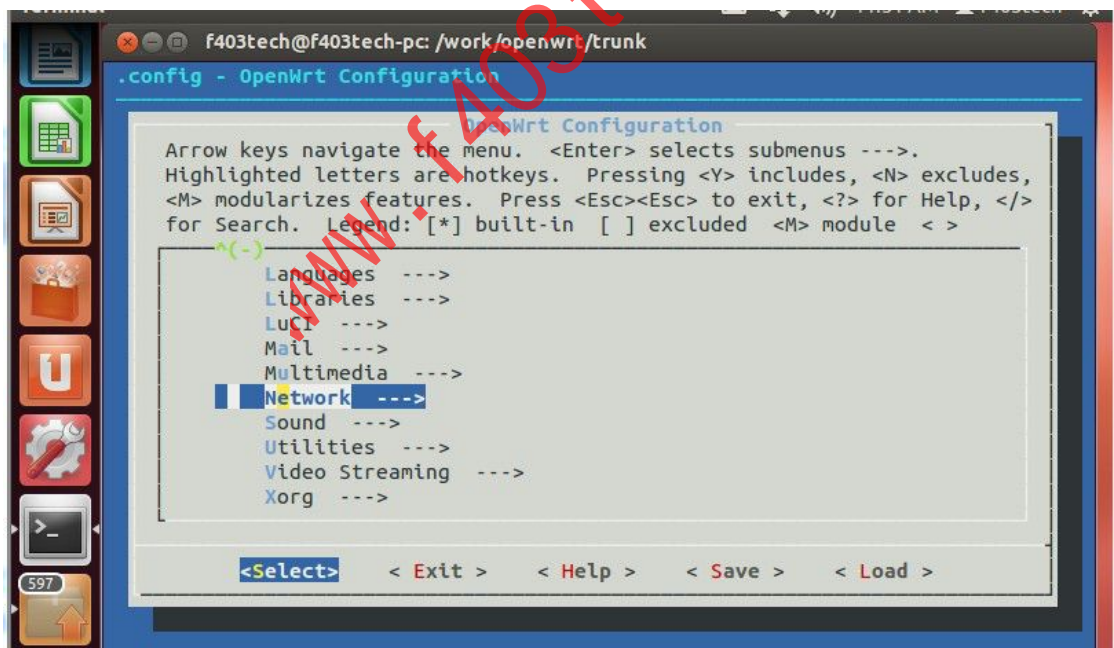 f403tech@f403tech-pc: /work/openwrt/trunk
.config - OpenWrt Configuration
OpenWrt Configuration
Arrow keys navigate the menu. <Enter> selects submenus --->.
Highlighted letters are hotkeys. Pressing <Y> includes, <N> excludes,
<M> modularizes features. Press <Esc><Esc> to exit, <?> for Help, </>
for Search. Legend: [*] built-in [ ] excluded <M> module < >
^(-)
Languages --->
Libraries --->
LuCI --->
Mail --->
Multimedia --->
Network --->
Sound --->
Utilities --->
Video Streaming --->
Xorg --->
<Select> < Exit > < Help > < Save > < Load >
597
www.f403t